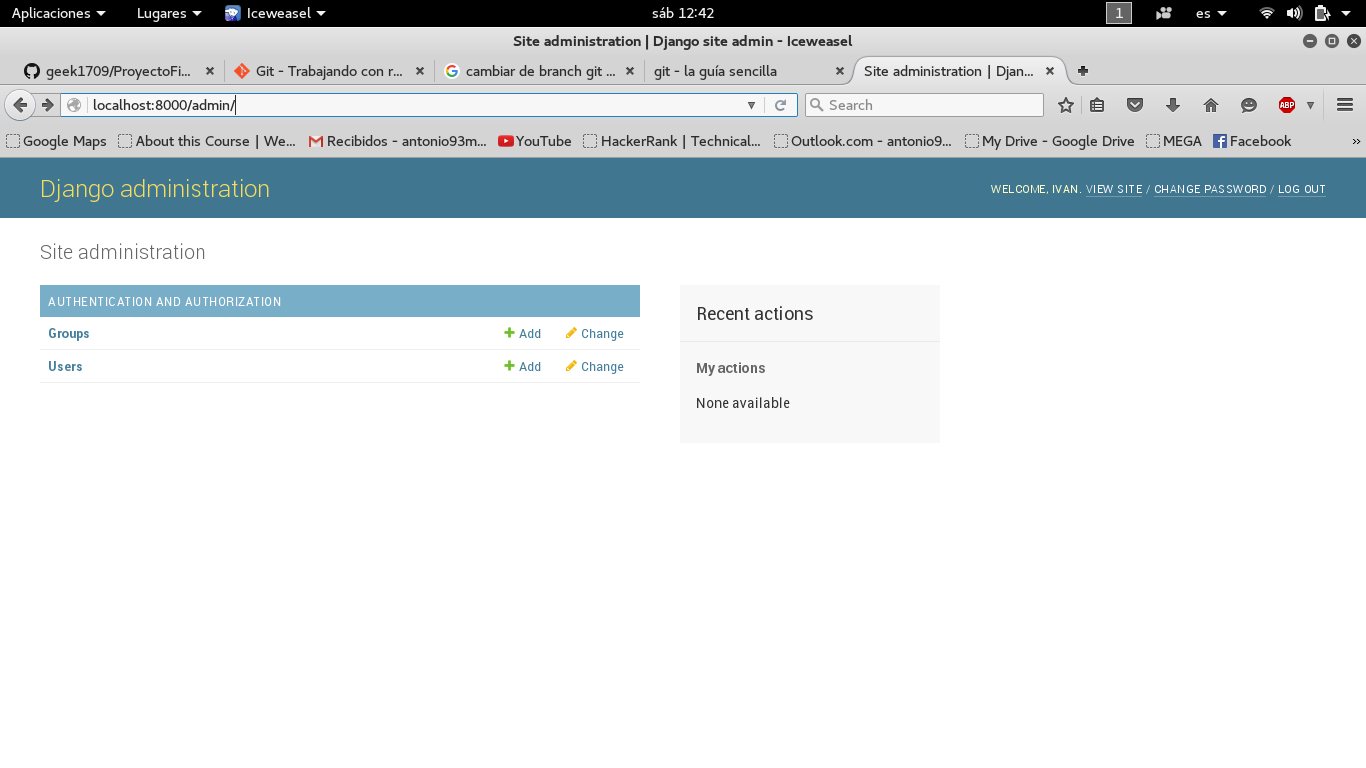 Aplicaciones Lugares Iceweasel sáb 12:42 1 es
Site administration | Django site admin - Iceweasel
geek1709/ProyectoFi... Git - Trabajando con r... cambiar de branch git ... git - la guía sencilla Site administration | Djan...
localhost:8000/admin/ Search ABP
Google Maps About this Course | We... Recibidos - antonio93m... YouTube HackerRank | Technical... Outlook.com - antonio9... My Drive - Google Drive MEGA Facebook »
Django administration WELCOME, IVAN. VIEW SITE / CHANGE PASSWORD / LOG OUT
Site administration
AUTHENTICATION AND AUTHORIZATION
Groups Add Change
Users Add Change
Recent actions
My actions
None available